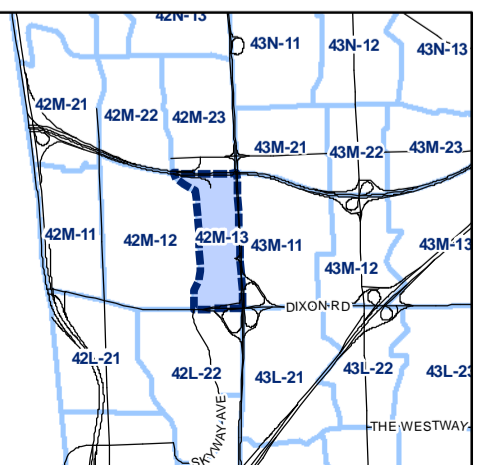 42N-13
43N-11
43N-12
43N-13
42M-21
42M-22
42M-23
43M-21
43M-22
43M-23
42M-11
42M-12
42M-13
43M-11
43M-12
43M-13
DIXON RD
42L-21
42L-22
43L-21
43L-22
43L-23
SKYWAY AVE
THE WESTWAY